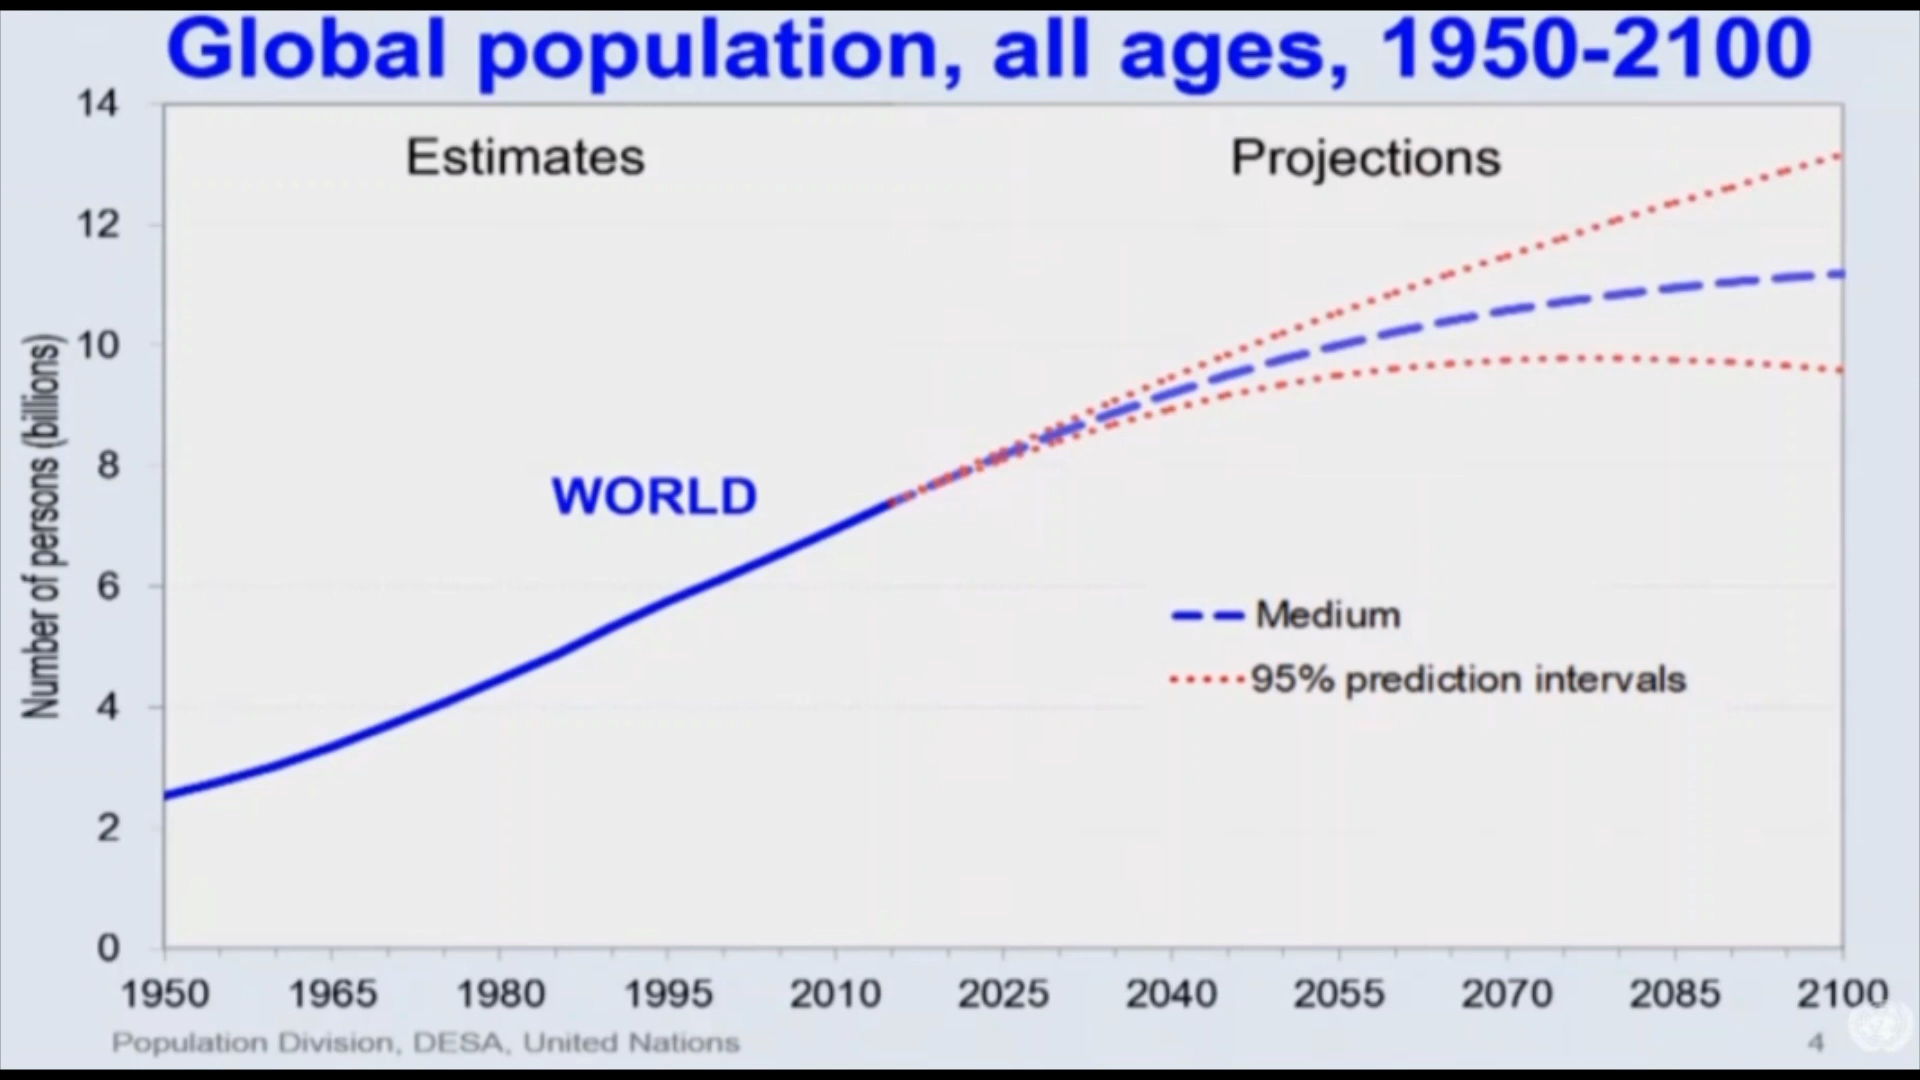 Global population, all ages, 1950-2100
Number of persons (billions)
14
12
10
8
6
4
2
0
Estimates
Projections
WORLD
Medium
95% prediction intervals
1950 1965 1980 1995 2010 2025 2040 2055 2070 2085 2100
Population Division, DESA, United Nations
4